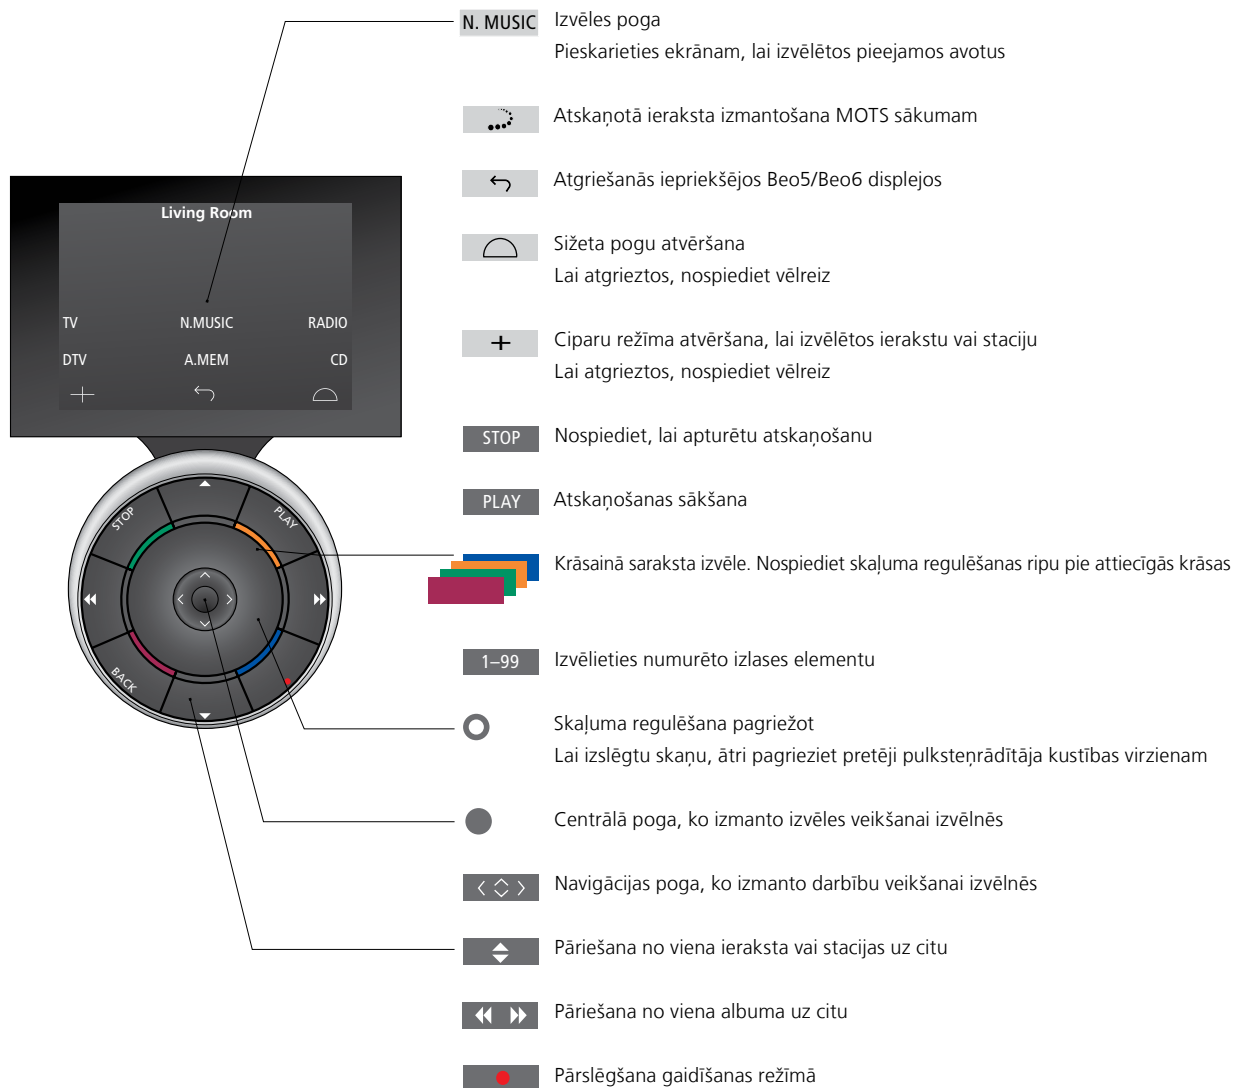 N. MUSIC Izvēles poga
Pieskarieties ekrānam, lai izvēlētos pieejamos avotus
Atskaņotā ieraksta izmantošana MOTS sākumam
Atgriešanās iepriekšējos Beo5/Beo6 displejos
Sižeta pogu atvēršana
Lai atgrieztos, nospiediet vēlreiz
Ciparu režīma atvēršana, lai izvēlētos ierakstu vai staciju
Lai atgrieztos, nospiediet vēlreiz
STOP Nospiediet, lai apturētu atskaņošanu
PLAY Atskaņošanas sākšana
Krāsainā saraksta izvēle. Nospiediet skaļuma regulēšanas ripu pie attiecīgās krāsas
1–99 Izvēlieties numurēto izlases elementu
Skaļuma regulēšana pagriežot
Lai izslēgtu skaņu, ātri pagrieziet pretēji pulksteņrādītāja kustības virzienam
Centrālā poga, ko izmanto izvēles veikšanai izvēlnēs
Navigācijas poga, ko izmanto darbību veikšanai izvēlnēs
Pāriešana no viena ieraksta vai stacijas uz citu
Pāriešana no viena albuma uz citu
Pārslēgšana gaidīšanas režīmā
Living Room
TV N.MUSIC RADIO
DTV A.MEM CD
STOP PLAY
BACK